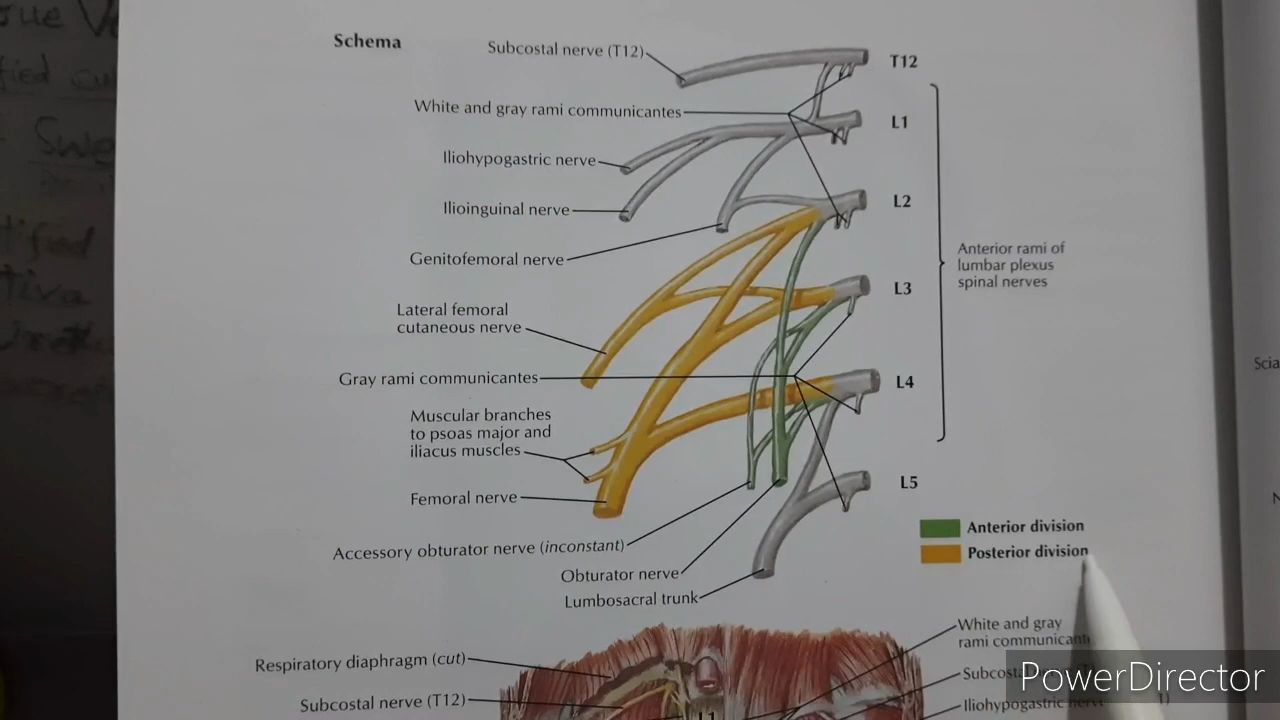 Schema
Subcostal nerve (T12)
T12
White and gray rami communicantes
L1
Iliohypogastric nerve
Ilioinguinal nerve
L2
Genitofemoral nerve
Anterior rami of
lumbar plexus
spinal nerves
L3
Lateral femoral
cutaneous nerve
Gray rami communicantes
L4
Muscular branches
to psoas major and
iliacus muscles
Femoral nerve
L5
Anterior division
Posterior division
Accessory obturator nerve (inconstant)
Obturator nerve
Lumbosacral trunk
White and gray
rami
Respiratory diaphragm (cut)
Subcostal nerve (T12)
L1
Iliohypogastric
PowerDirector